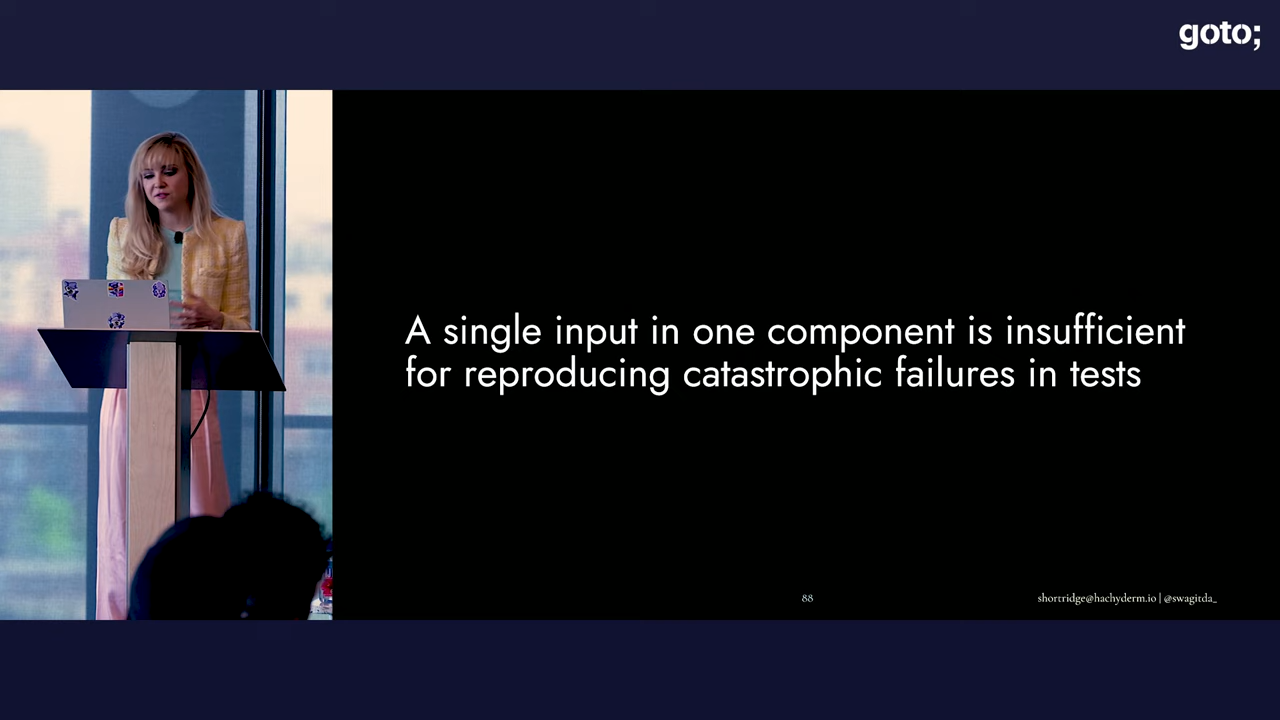 goto;
A single input in one component is insufficient
for reproducing catastrophic failures in tests
88
shortridge@hachyderm.io | @swagitda_